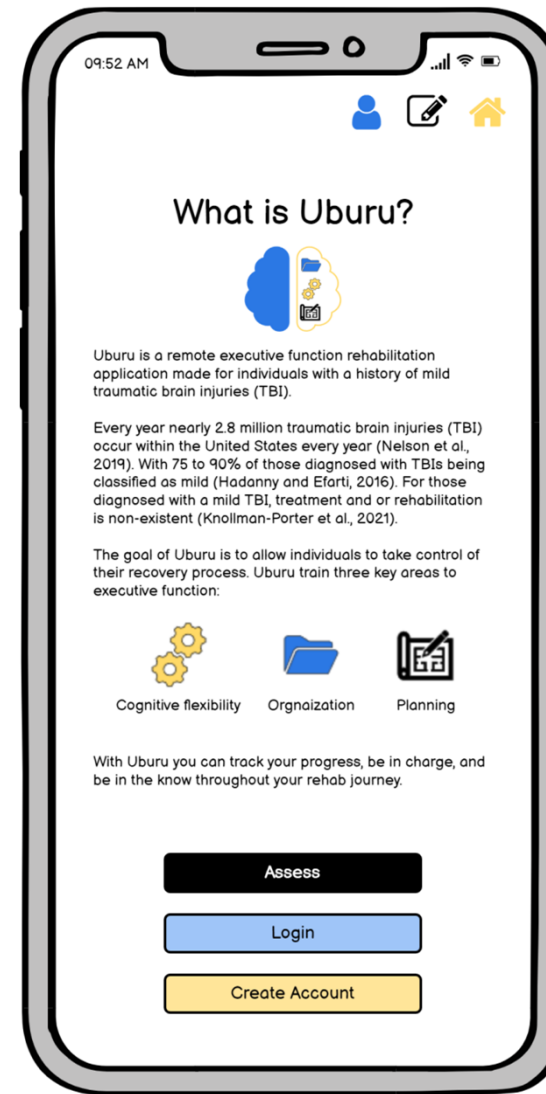 09:52 AM
What is Uburu?
Uburu is a remote executive function rehabilitation
application made for individuals with a history of mild
traumatic brain injuries (TBI).
Every year nearly 2.8 million traumatic brain injuries (TBI)
occur within the United States every year (Nelson et al.,
2019). With 75 to 90% of those diagnosed with TBIs being
classified as mild (Hadanny and Efarti, 2016). For those
diagnosed with a mild TBI, treatment and or rehabilitation
is non-existent (Knollman-Porter et al., 2021).
The goal of Uburu is to allow individuals to take control of
their recovery process. Uburu train three key areas to
executive function:
Cognitive flexibility Orgnaization Planning
With Uburu you can track your progress, be in charge, and
be in the know throughout your rehab journey.
Assess
Login
Create Account